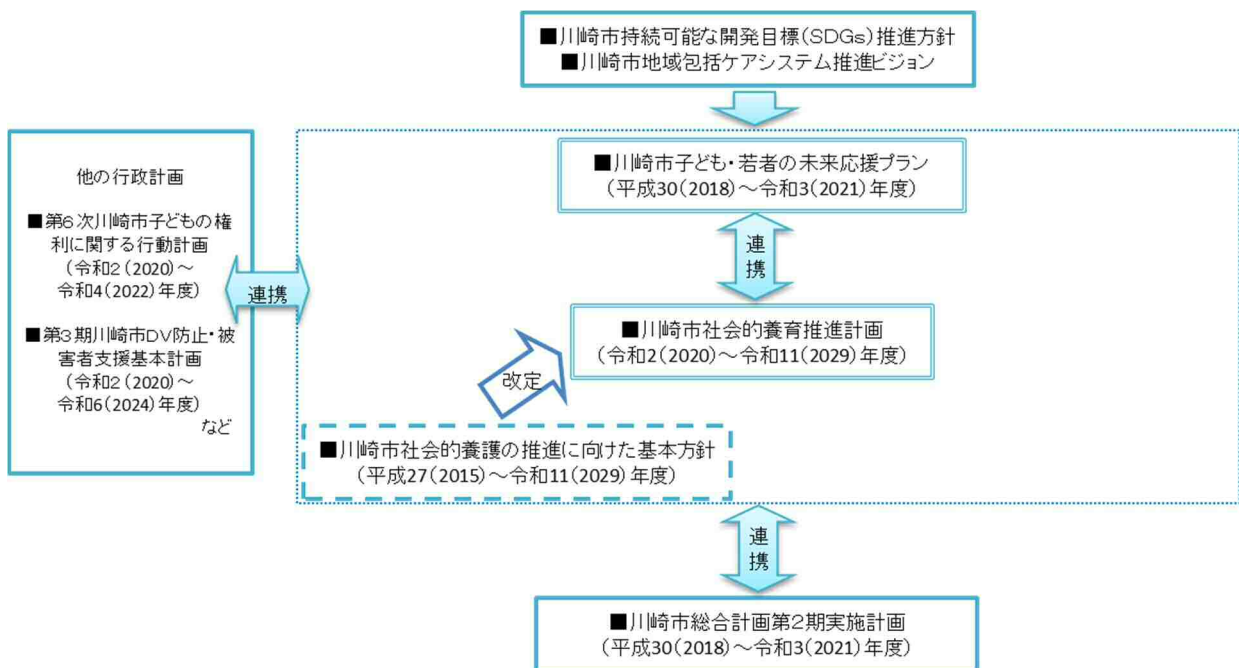 ■川崎市持続可能な開発目標(SDGs)推進方針
■川崎市地域包括ケアシステム推進ビジョン
他の行政計画
■第6次川崎市子どもの権
利に関する行動計画
(令和2(2020)～
令和4(2022)年度)
■第3期川崎市DV防止・被
害者支援基本計画
(令和2(2020)～
令和6(2024)年度)
など
連携
■川崎市子ども・若者の未来応援プラン
(平成30(2018)～令和3(2021)年度)
連
携
■川崎市社会的養育推進計画
(令和2(2020)～令和11(2029)年度)
改定
■川崎市社会的養護の推進に向けた基本方針
(平成27(2015)～令和11(2029)年度)
連
携
■川崎市総合計画第2期実施計画
(平成30(2018)～令和3(2021)年度)